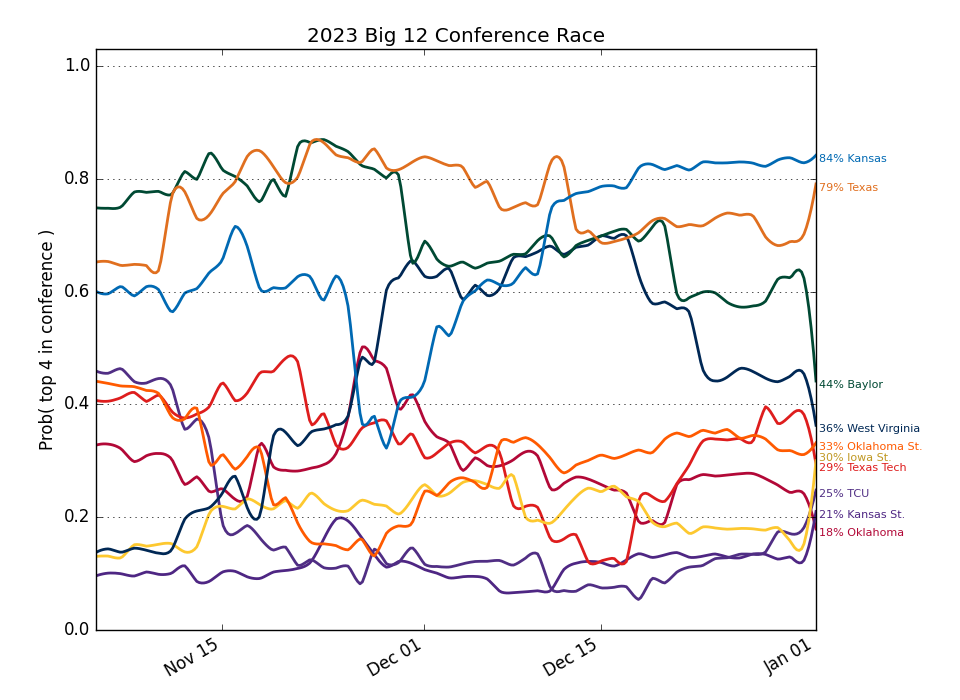 2023 Big 12 Conference Race
Prob( top 4 in conference )
1.0
0.8
0.6
0.4
0.2
0.0
Nov 15
Dec 01
Dec 15
Jan 01
84% Kansas
79% Texas
44% Baylor
36% West Virginia
33% Oklahoma St.
30% Iowa St.
29% Texas Tech
25% TCU
21% Kansas St.
18% Oklahoma